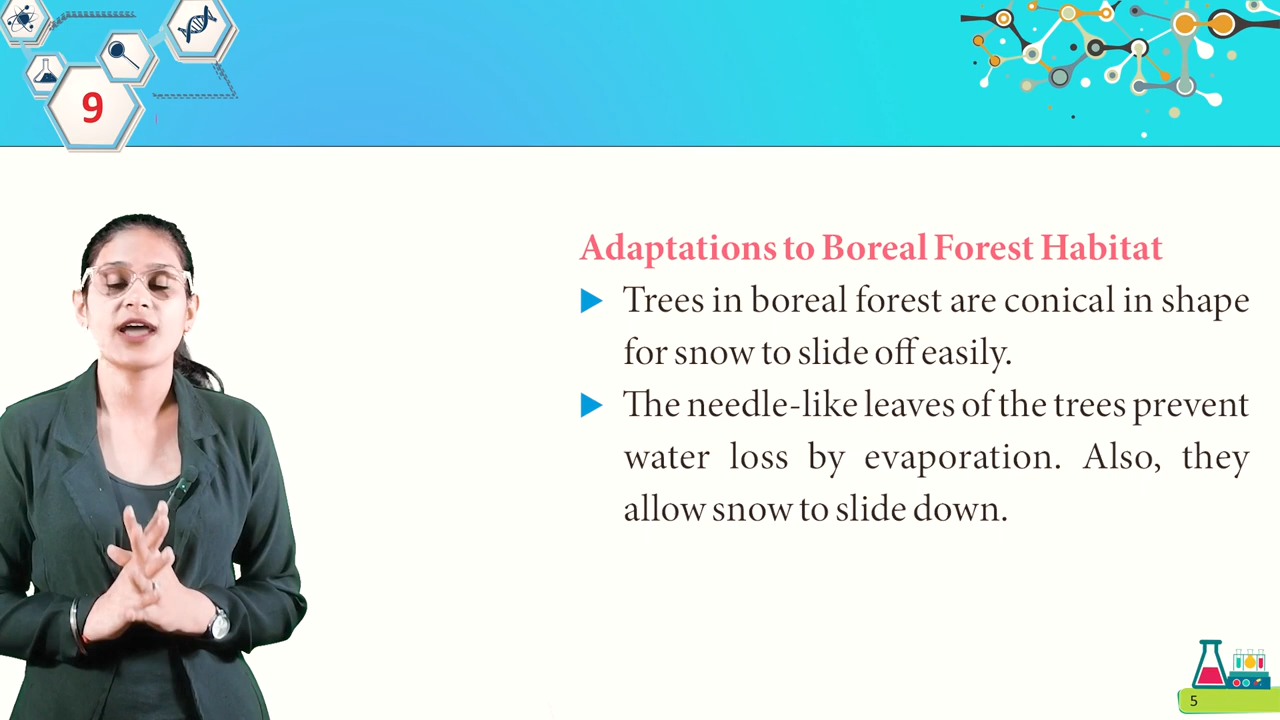 9
Adaptations to Boreal Forest Habitat
Trees in boreal forest are conical in shape
for snow to slide off easily.
The needle-like leaves of the trees prevent
water loss by evaporation. Also, they
allow snow to slide down.
5